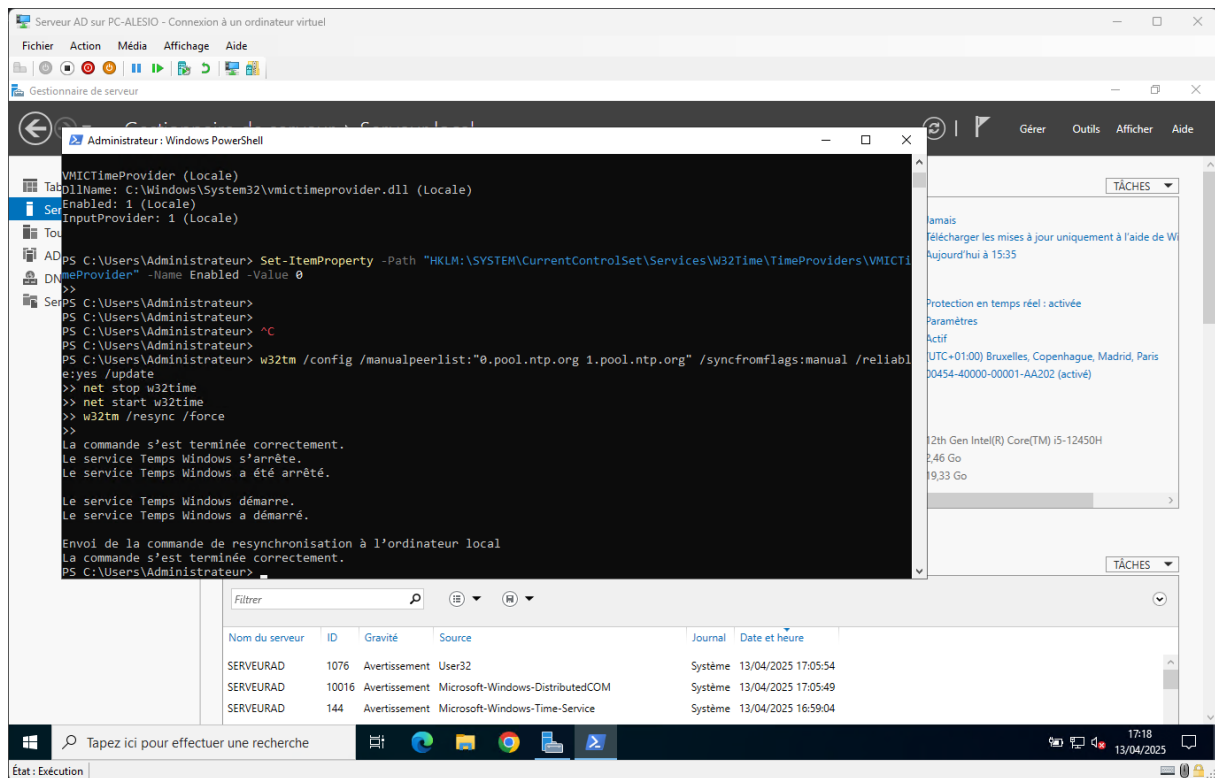 Serveur AD sur PC-ALESIO - Connexion à un ordinateur virtuel
Fichier Action Média Affichage Aide
Gestionnaire de serveur
Gérer Outils Afficher Aide
Administrateur : Windows PowerShell
VMICTimeProvider (Locale)
DllName: C:\Windows\System32\vmictimeprovider.dll (Locale)
Enabled: 1 (Locale)
InputProvider: 1 (Locale)
PS C:\Users\Administrateur> Set-ItemProperty -Path "HKLM:\SYSTEM\CurrentControlSet\Services\W32Time\TimeProviders\VMICTi
meProvider" -Name Enabled -Value 0
>>
PS C:\Users\Administrateur>
PS C:\Users\Administrateur>
PS C:\Users\Administrateur> ^C
PS C:\Users\Administrateur>
PS C:\Users\Administrateur> w32tm /config /manualpeerlist:"0.pool.ntp.org 1.pool.ntp.org" /syncfromflags:manual /reliabl
e:yes /update
>> net stop w32time
>> net start w32time
>> w32tm /resync /force
>>
La commande s’est terminée correctement.
Le service Temps Windows s’arrête.
Le service Temps Windows a été arrêté.
Le service Temps Windows démarre.
Le service Temps Windows a démarré.
Envoi de la commande de resynchronisation à l’ordinateur local
La commande s’est terminée correctement.
PS C:\Users\Administrateur>
Tab
Ser
Tou
AD
DN
Ser
TÂCHES
Jamais
Télécharger les mises à jour uniquement à l'aide de Wi
Aujourd'hui à 15:35
Protection en temps réel : activée
Paramètres
Actif
(UTC+01:00) Bruxelles, Copenhague, Madrid, Paris
00454-40000-00001-AA202 (activé)
12th Gen Intel(R) Core(TM) i5-12450H
2,46 Go
19,33 Go
TÂCHES
Filtrer
Nom du serveur ID Gravité Source Journal Date et heure
SERVEURAD 1076 Avertissement User32 Système 13/04/2025 17:05:54
SERVEURAD 10016 Avertissement Microsoft-Windows-DistributedCOM Système 13/04/2025 17:05:49
SERVEURAD 144 Avertissement Microsoft-Windows-Time-Service Système 13/04/2025 16:59:04
Tapez ici pour effectuer une recherche
17:18
13/04/2025
État : Exécution